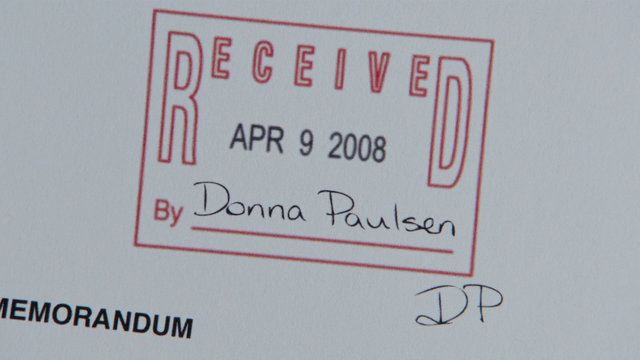 RECEIVED
APR 9 2008
By Donna Paulsen
DP
MEMORANDUM